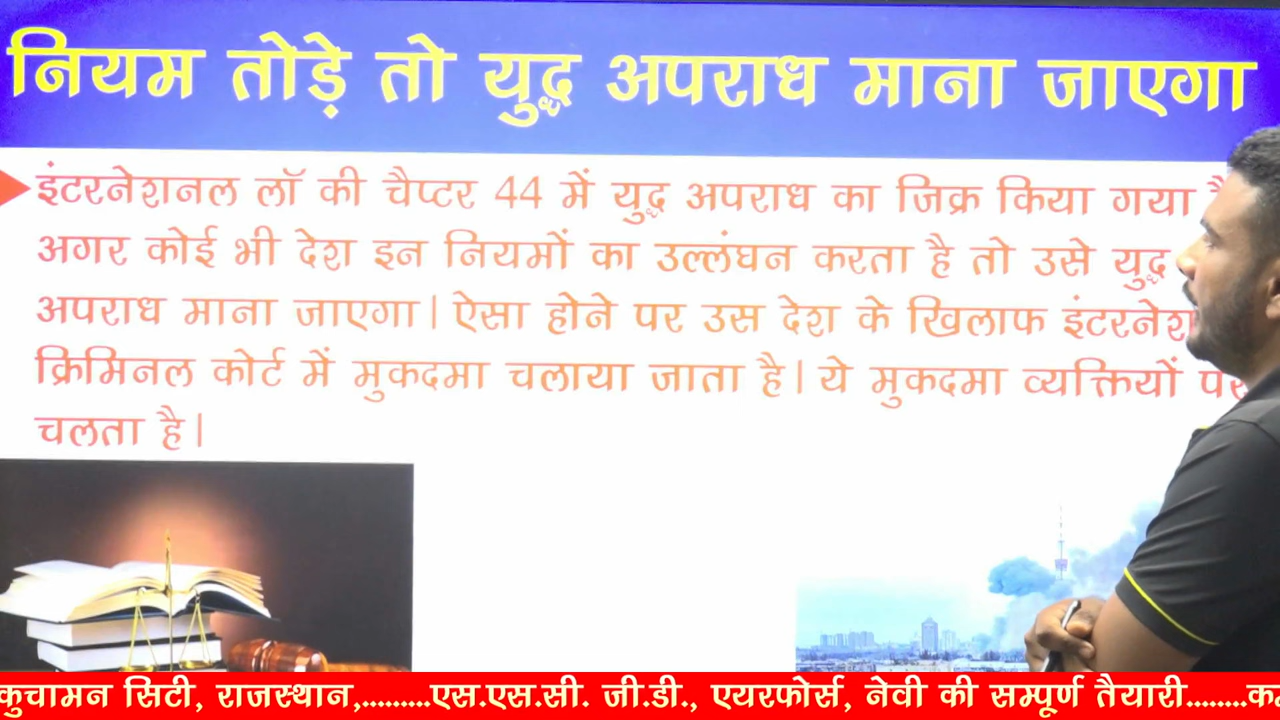 नियम तोड़े तो युद्ध अपराध माना जाएगा
इंटरनेशनल लॉ की चैप्टर 44 में युद्ध अपराध का जिक्र किया गया
अगर कोई भी देश इन नियमों का उल्लंघन करता है तो उसे युद्ध
अपराध माना जाएगा। ऐसा होने पर उस देश के खिलाफ
क्रिमिनल कोर्ट में मुकदमा चलाया जाता है। ये मुकदमा व्यक्तियों पर
चलता है।
कुचामन सिटी, राजस्थान,..........एस.एस.सी. जी.डी., एयरफोर्स, नेवी की सम्पूर्ण तैयारी........